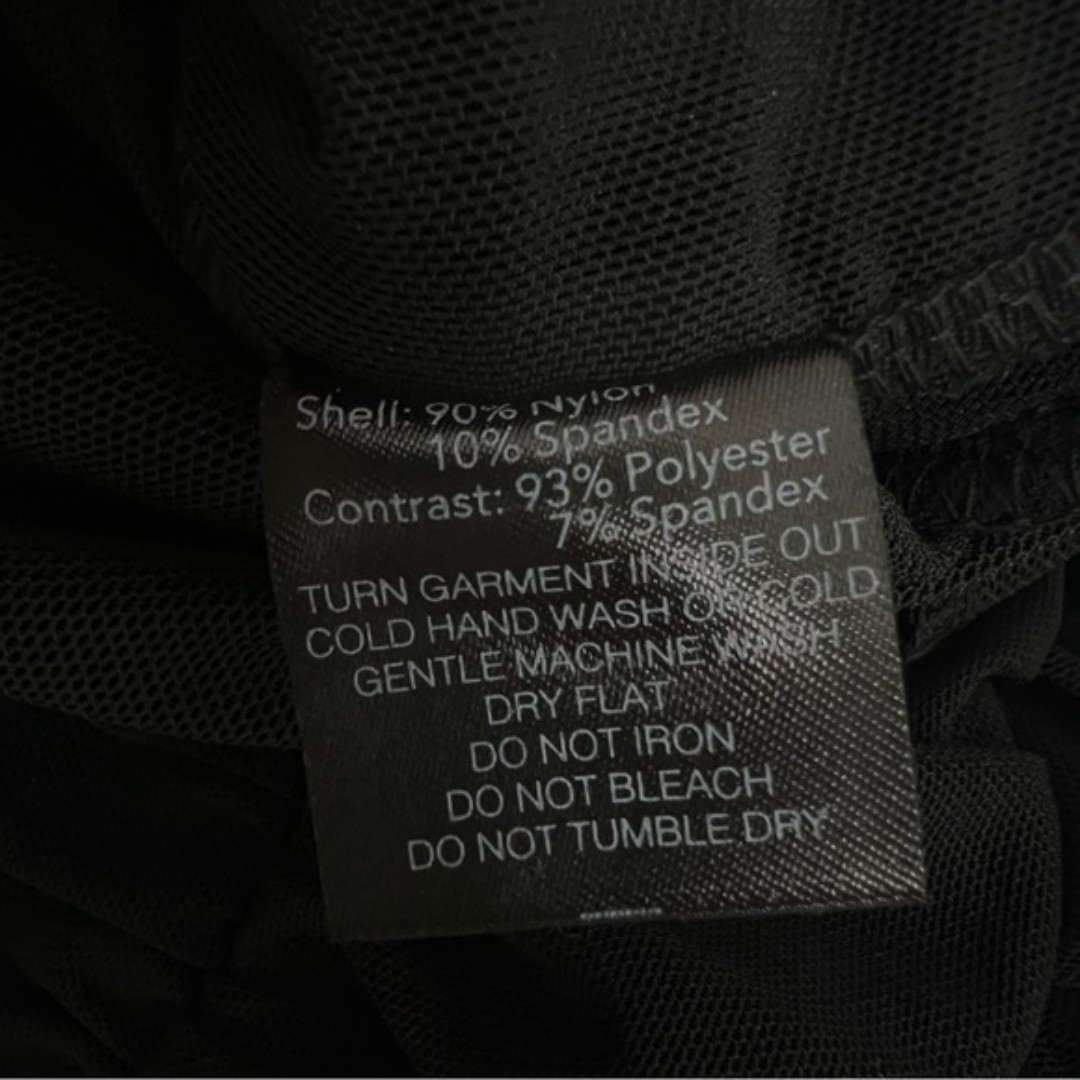 Shell: 90% Nylon
10% Spandex
Contrast: 93% Polyester
7% Spandex
TURN GARMENT INSIDE OUT
COLD HAND WASH OR COLD
GENTLE MACHINE WASH
DRY FLAT
DO NOT IRON
DO NOT BLEACH
DO NOT TUMBLE DRY